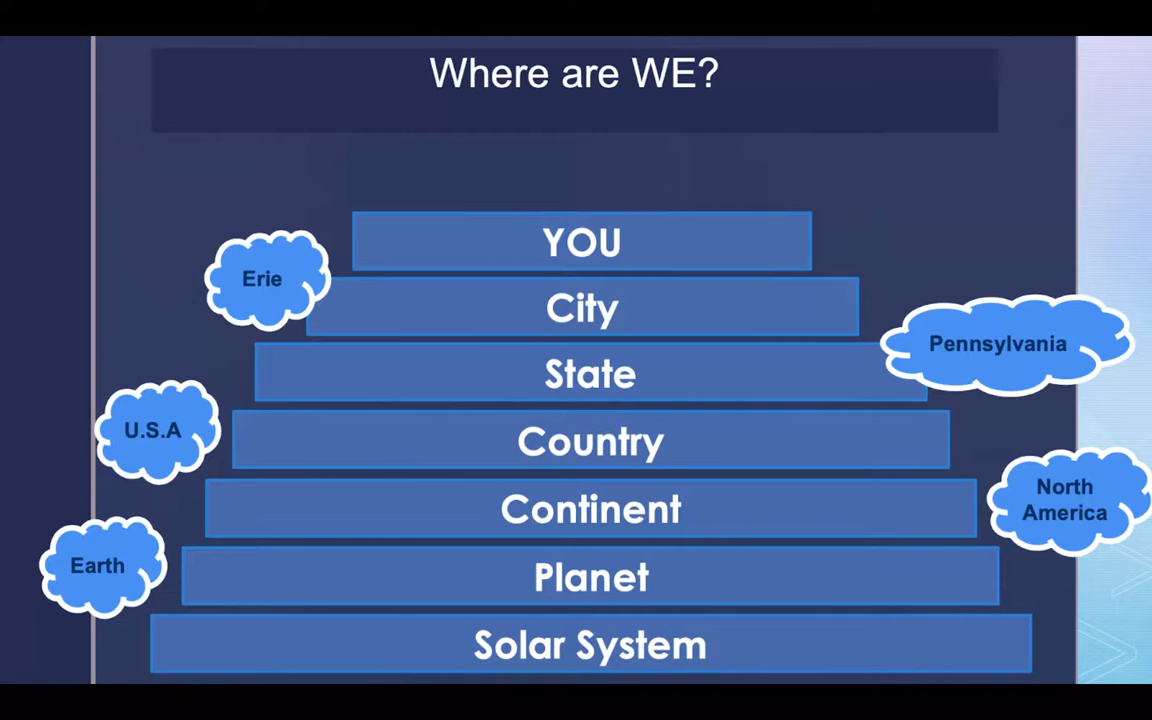 Where are WE?
YOU
Erie
City
Pennsylvania
State
U.S.A
Country
North
America
Continent
Earth
Planet
Solar System